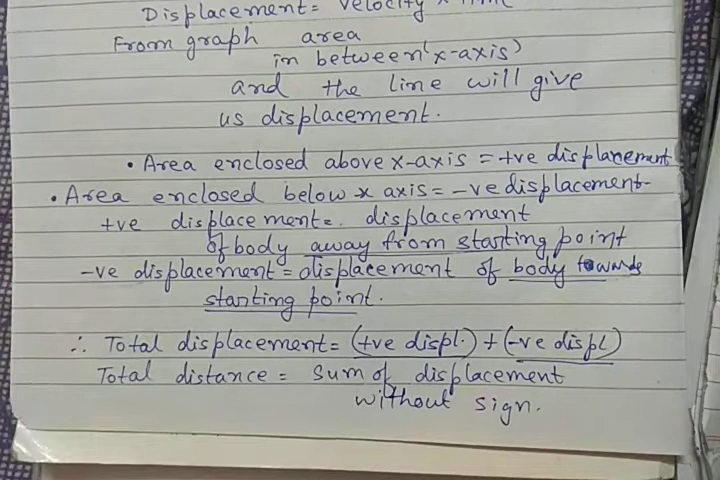 Displacement = velocity × time
From graph area
in between (x-axis)
and the line will give
us displacement.
• Area enclosed above x-axis = +ve displacement
• Area enclosed below x axis = -ve displacement-
+ve displacement =. displacement
of body away from starting point
-ve displacement = displacement of body towards
starting point.
∴ Total displacement = (+ve displ.) + (-ve displ)
Total distance = sum of displacement
without sign.